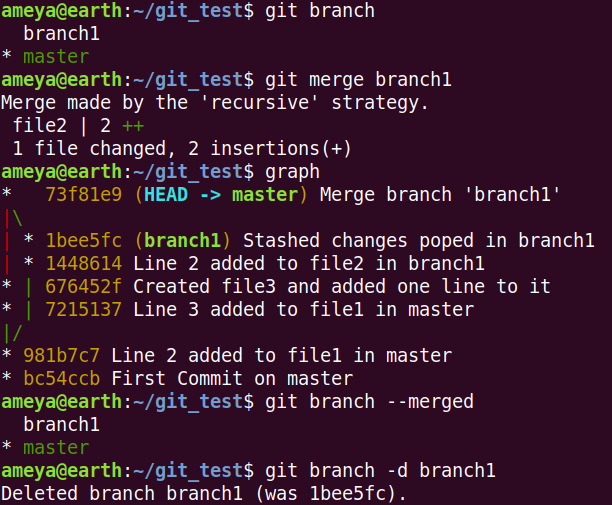 ameya@earth:~/git_test$ git branch
  branch1
* master
ameya@earth:~/git_test$ git merge branch1
Merge made by the 'recursive' strategy.
 file2 | 2 ++
 1 file changed, 2 insertions(+)
ameya@earth:~/git_test$ graph
*   73f81e9 (HEAD -> master) Merge branch 'branch1'
|\
| * 1bee5fc (branch1) Stashed changes poped in branch1
| * 1448614 Line 2 added to file2 in branch1
* | 676452f Created file3 and added one line to it
* | 7215137 Line 3 added to file1 in master
|/
* 981b7c7 Line 2 added to file1 in master
* bc54ccb First Commit on master
ameya@earth:~/git_test$ git branch --merged
  branch1
* master
ameya@earth:~/git_test$ git branch -d branch1
Deleted branch branch1 (was 1bee5fc).